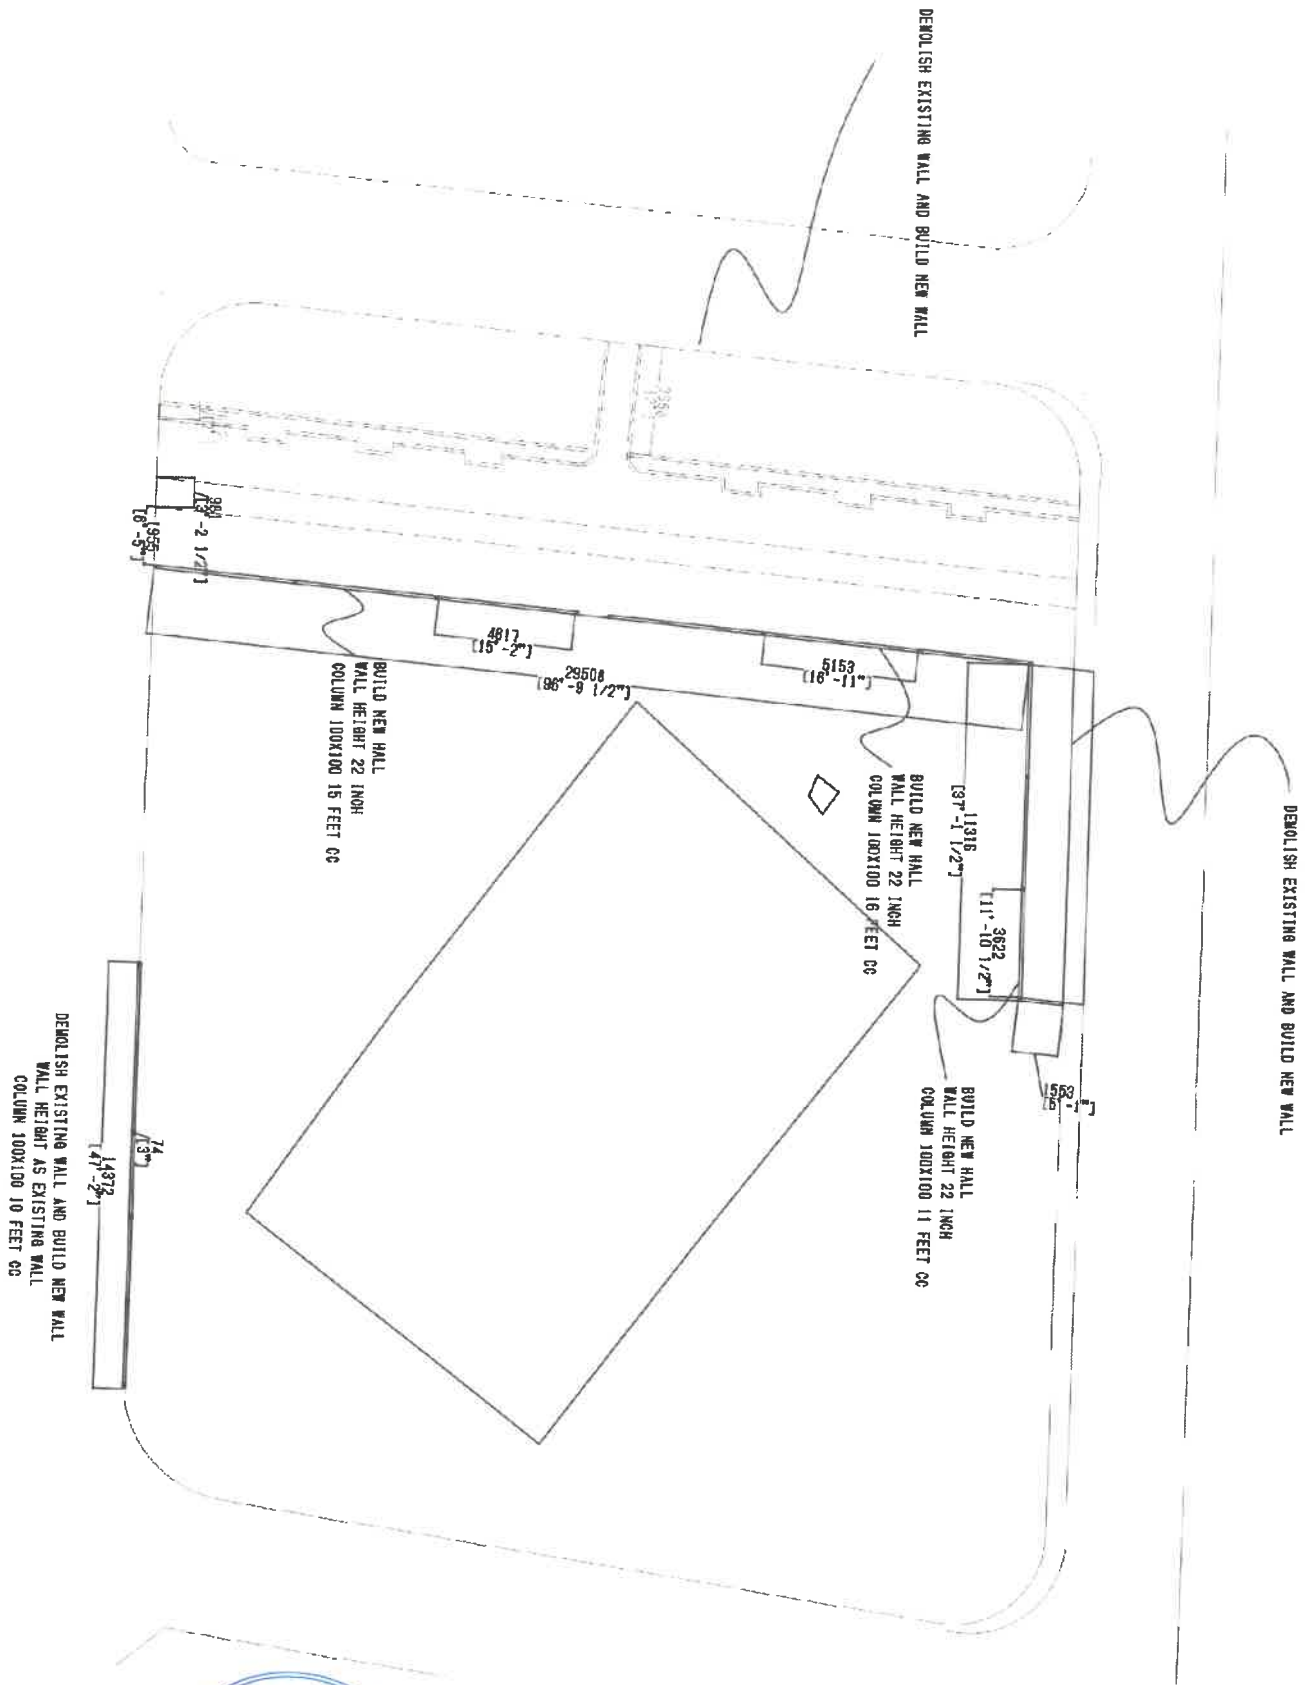 DEMOLISH EXISTING WALL AND BUILD NEW WALL
DEMOLISH EXISTING WALL AND BUILD NEW WALL
2350
981
[3'-2 1/2"]
1955
[6'-5"]
4617
[15'-2"]
5153
[16'-11"]
29508
[96'-9 1/2"]
BUILD NEW HALL
WALL HEIGHT 22 INCH
COLUMN 100X100 15 FEET CC
BUILD NEW HALL
WALL HEIGHT 22 INCH
COLUMN 100X100 16 FEET CC
11316
[37'-1 1/2"]
3622
[11'-10 1/2"]
BUILD NEW HALL
WALL HEIGHT 22 INCH
COLUMN 100X100 11 FEET CC
1553
[5'-1"]
74
[3"]
14372
[47'-2"]
DEMOLISH EXISTING WALL AND BUILD NEW WALL
WALL HEIGHT AS EXISTING WALL
COLUMN 100X100 10 FEET CC